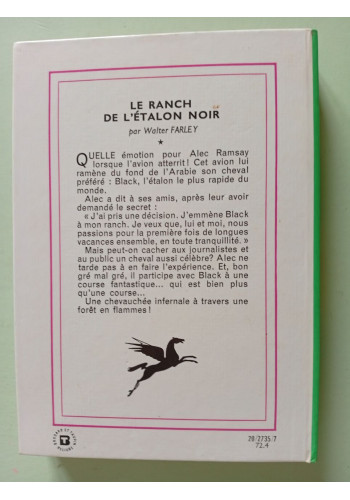 LE RANCH
DE L'ÉTALON NOIR
par Walter FARLEY
★
QUELLE émotion pour Alec Ramsay
lorsque l'avion atterrit! Cet avion lui
ramène du fond de l'Arabie son cheval
préféré : Black, l'étalon le plus rapide du
monde.
Alec a dit à ses amis, après leur avoir
demandé le secret :
« J'ai pris une décision. J'emmène Black
à mon ranch. Je veux que, lui et moi, nous
passions pour la première fois de longues
vacances ensemble, en toute tranquillité. »
Mais peut-on cacher aux journalistes et
au public un cheval aussi célèbre? Alec ne
tarde pas à en faire l'expérience. Et, bon
gré mal gré, il participe avec Black à une
course fantastique... qui est bien plus
qu'une course...
Une chevauchée infernale à travers une
forêt en flammes!
20/2735/7
72.4